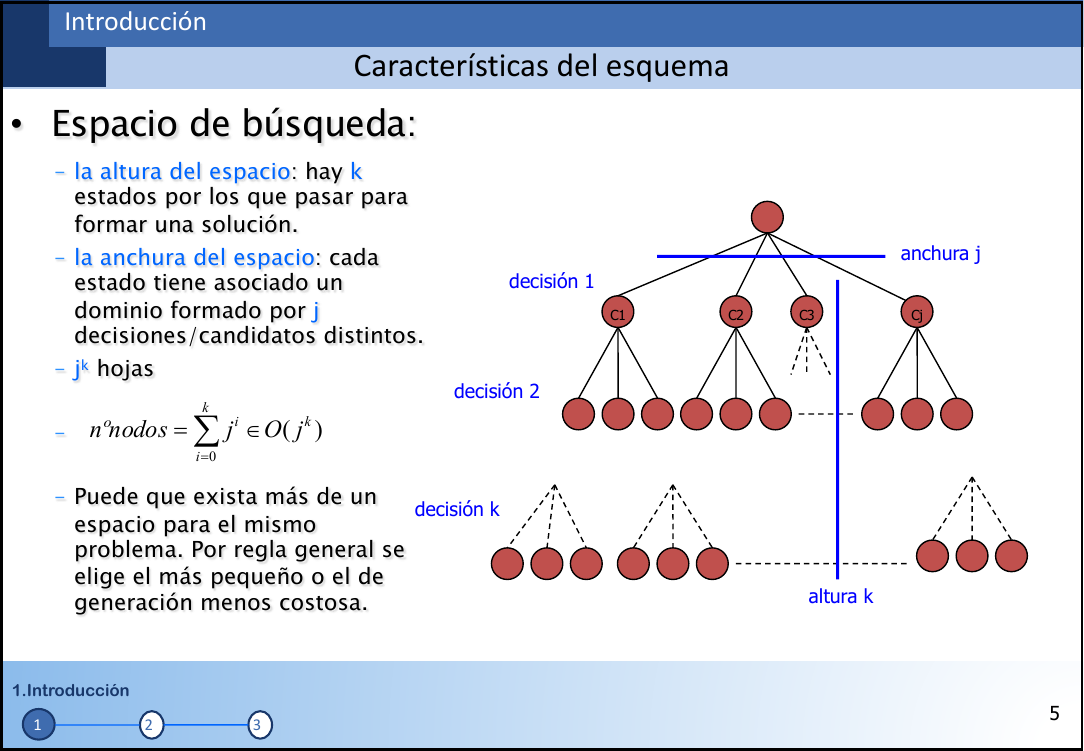 Introducción
Características del esquema
• Espacio de búsqueda:
– la altura del espacio: hay k
estados por los que pasar para
formar una solución.
– la anchura del espacio: cada
estado tiene asociado un
dominio formado por j
decisiones/candidatos distintos.
– jᵏ hojas
– nºnodos = ∑_{i=0}^{k} jⁱ ∈ O(jᵏ)
– Puede que exista más de un
espacio para el mismo
problema. Por regla general se
elige el más pequeño o el de
generación menos costosa.
anchura j
decisión 1
C1 C2 C3 Cj
decisión 2
decisión k
altura k
1.Introducción
1 2 3
5